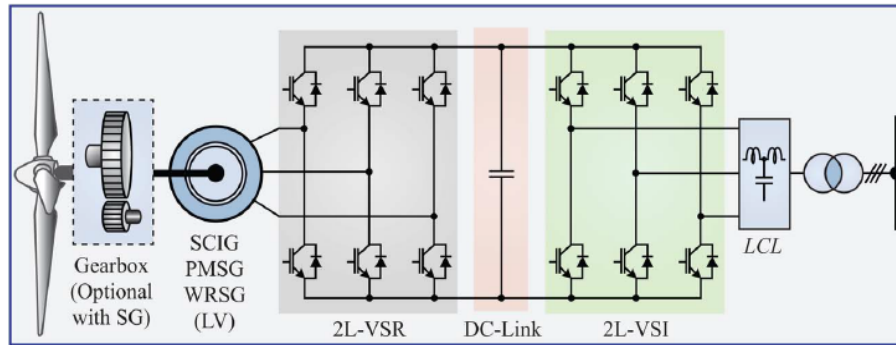 Gearbox
(Optional
with SG)
SCIG
PMSG
WRSG
(LV)
2L-VSR
DC-Link
2L-VSI
LCL